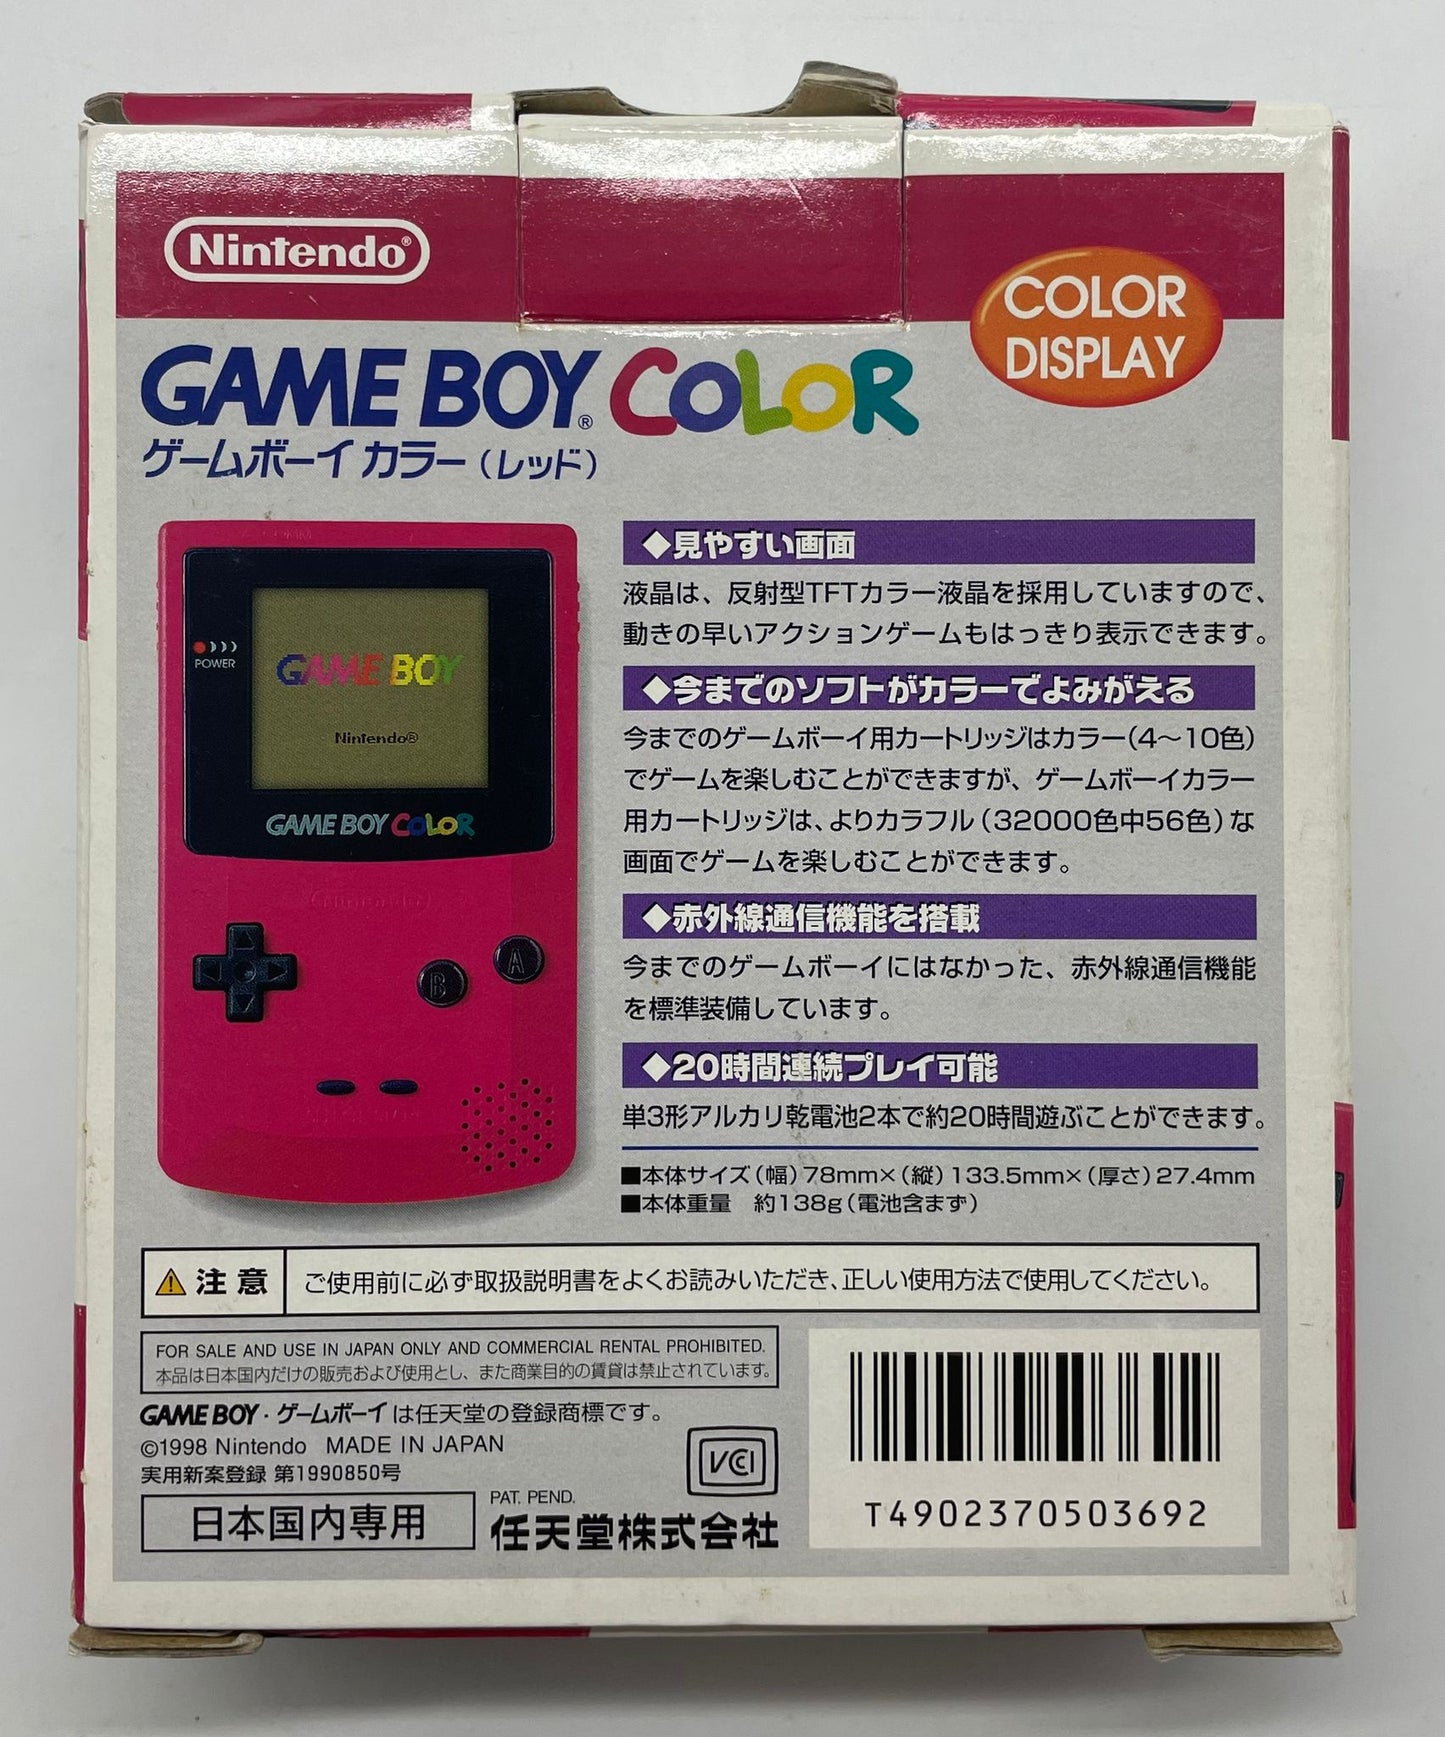 Nintendo®
COLOR
DISPLAY
GAME BOY® COLOR
ゲームボーイ カラー（レッド）
POWER
GAME BOY
Nintendo®
GAME BOY COLOR
Nintendo
B
A
◆見やすい画面
液晶は、反射型TFTカラー液晶を採用していますので、
動きの早いアクションゲームもはっきり表示できます。
◆今までのソフトがカラーでよみがえる
今までのゲームボーイ用カートリッジはカラー（4～10色）
でゲームを楽しむことができますが、ゲームボーイカラー
用カートリッジは、よりカラフル（32000色中56色）な
画面でゲームを楽しむことができます。
◆赤外線通信機能を搭載
今までのゲームボーイにはなかった、赤外線通信機能
を標準装備しています。
◆20時間連続プレイ可能
単3形アルカリ乾電池2本で約20時間遊ぶことができます。
■本体サイズ（幅）78mm×（縦）133.5mm×（厚さ）27.4mm
■本体重量　約138g（電池含まず）
注意
ご使用前に必ず取扱説明書をよくお読みいただき、正しい使用方法で使用してください。
FOR SALE AND USE IN JAPAN ONLY AND COMMERCIAL RENTAL PROHIBITED.
本品は日本国内だけの販売および使用とし、また商業目的の賃貸は禁止されています。
GAME BOY・ゲームボーイは任天堂の登録商標です。
©1998 Nintendo MADE IN JAPAN
実用新案登録 第1990850号
VCI
日本国内専用
PAT. PEND.
任天堂株式会社
T4902370503692